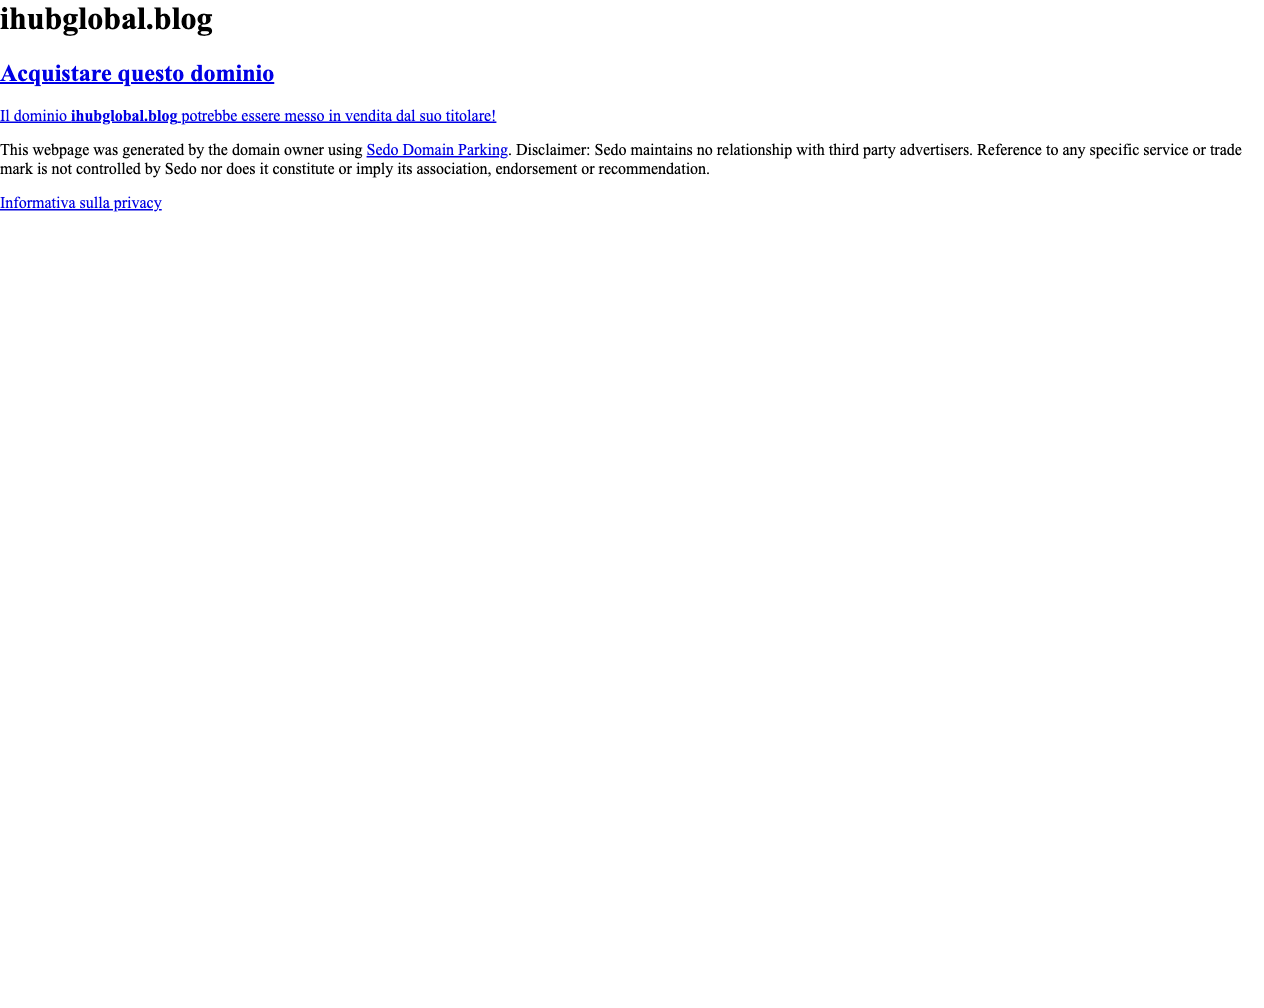 ihubglobal.blog
Acquistare questo dominio
Il dominio ihubglobal.blog potrebbe essere messo in vendita dal suo titolare!
This webpage was generated by the domain owner using Sedo Domain Parking. Disclaimer: Sedo maintains no relationship with third party advertisers. Reference to any specific service or trade
mark is not controlled by Sedo nor does it constitute or imply its association, endorsement or recommendation.
Informativa sulla privacy